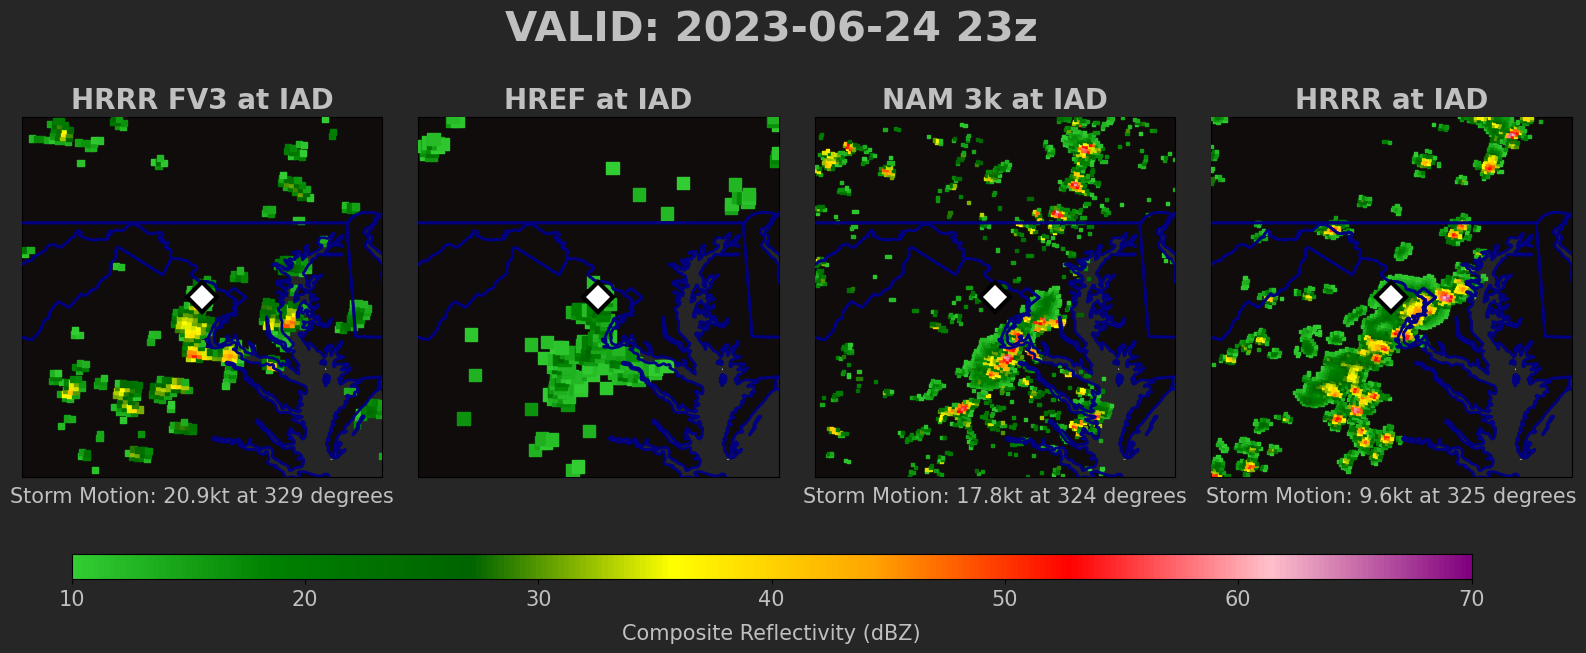 VALID: 2023-06-24 23z
HRRR FV3 at IAD
HREF at IAD
NAM 3k at IAD
HRRR at IAD
Storm Motion: 20.9kt at 329 degrees
Storm Motion: 17.8kt at 324 degrees
Storm Motion: 9.6kt at 325 degrees
10 20 30 40 50 60 70
Composite Reflectivity (dBZ)